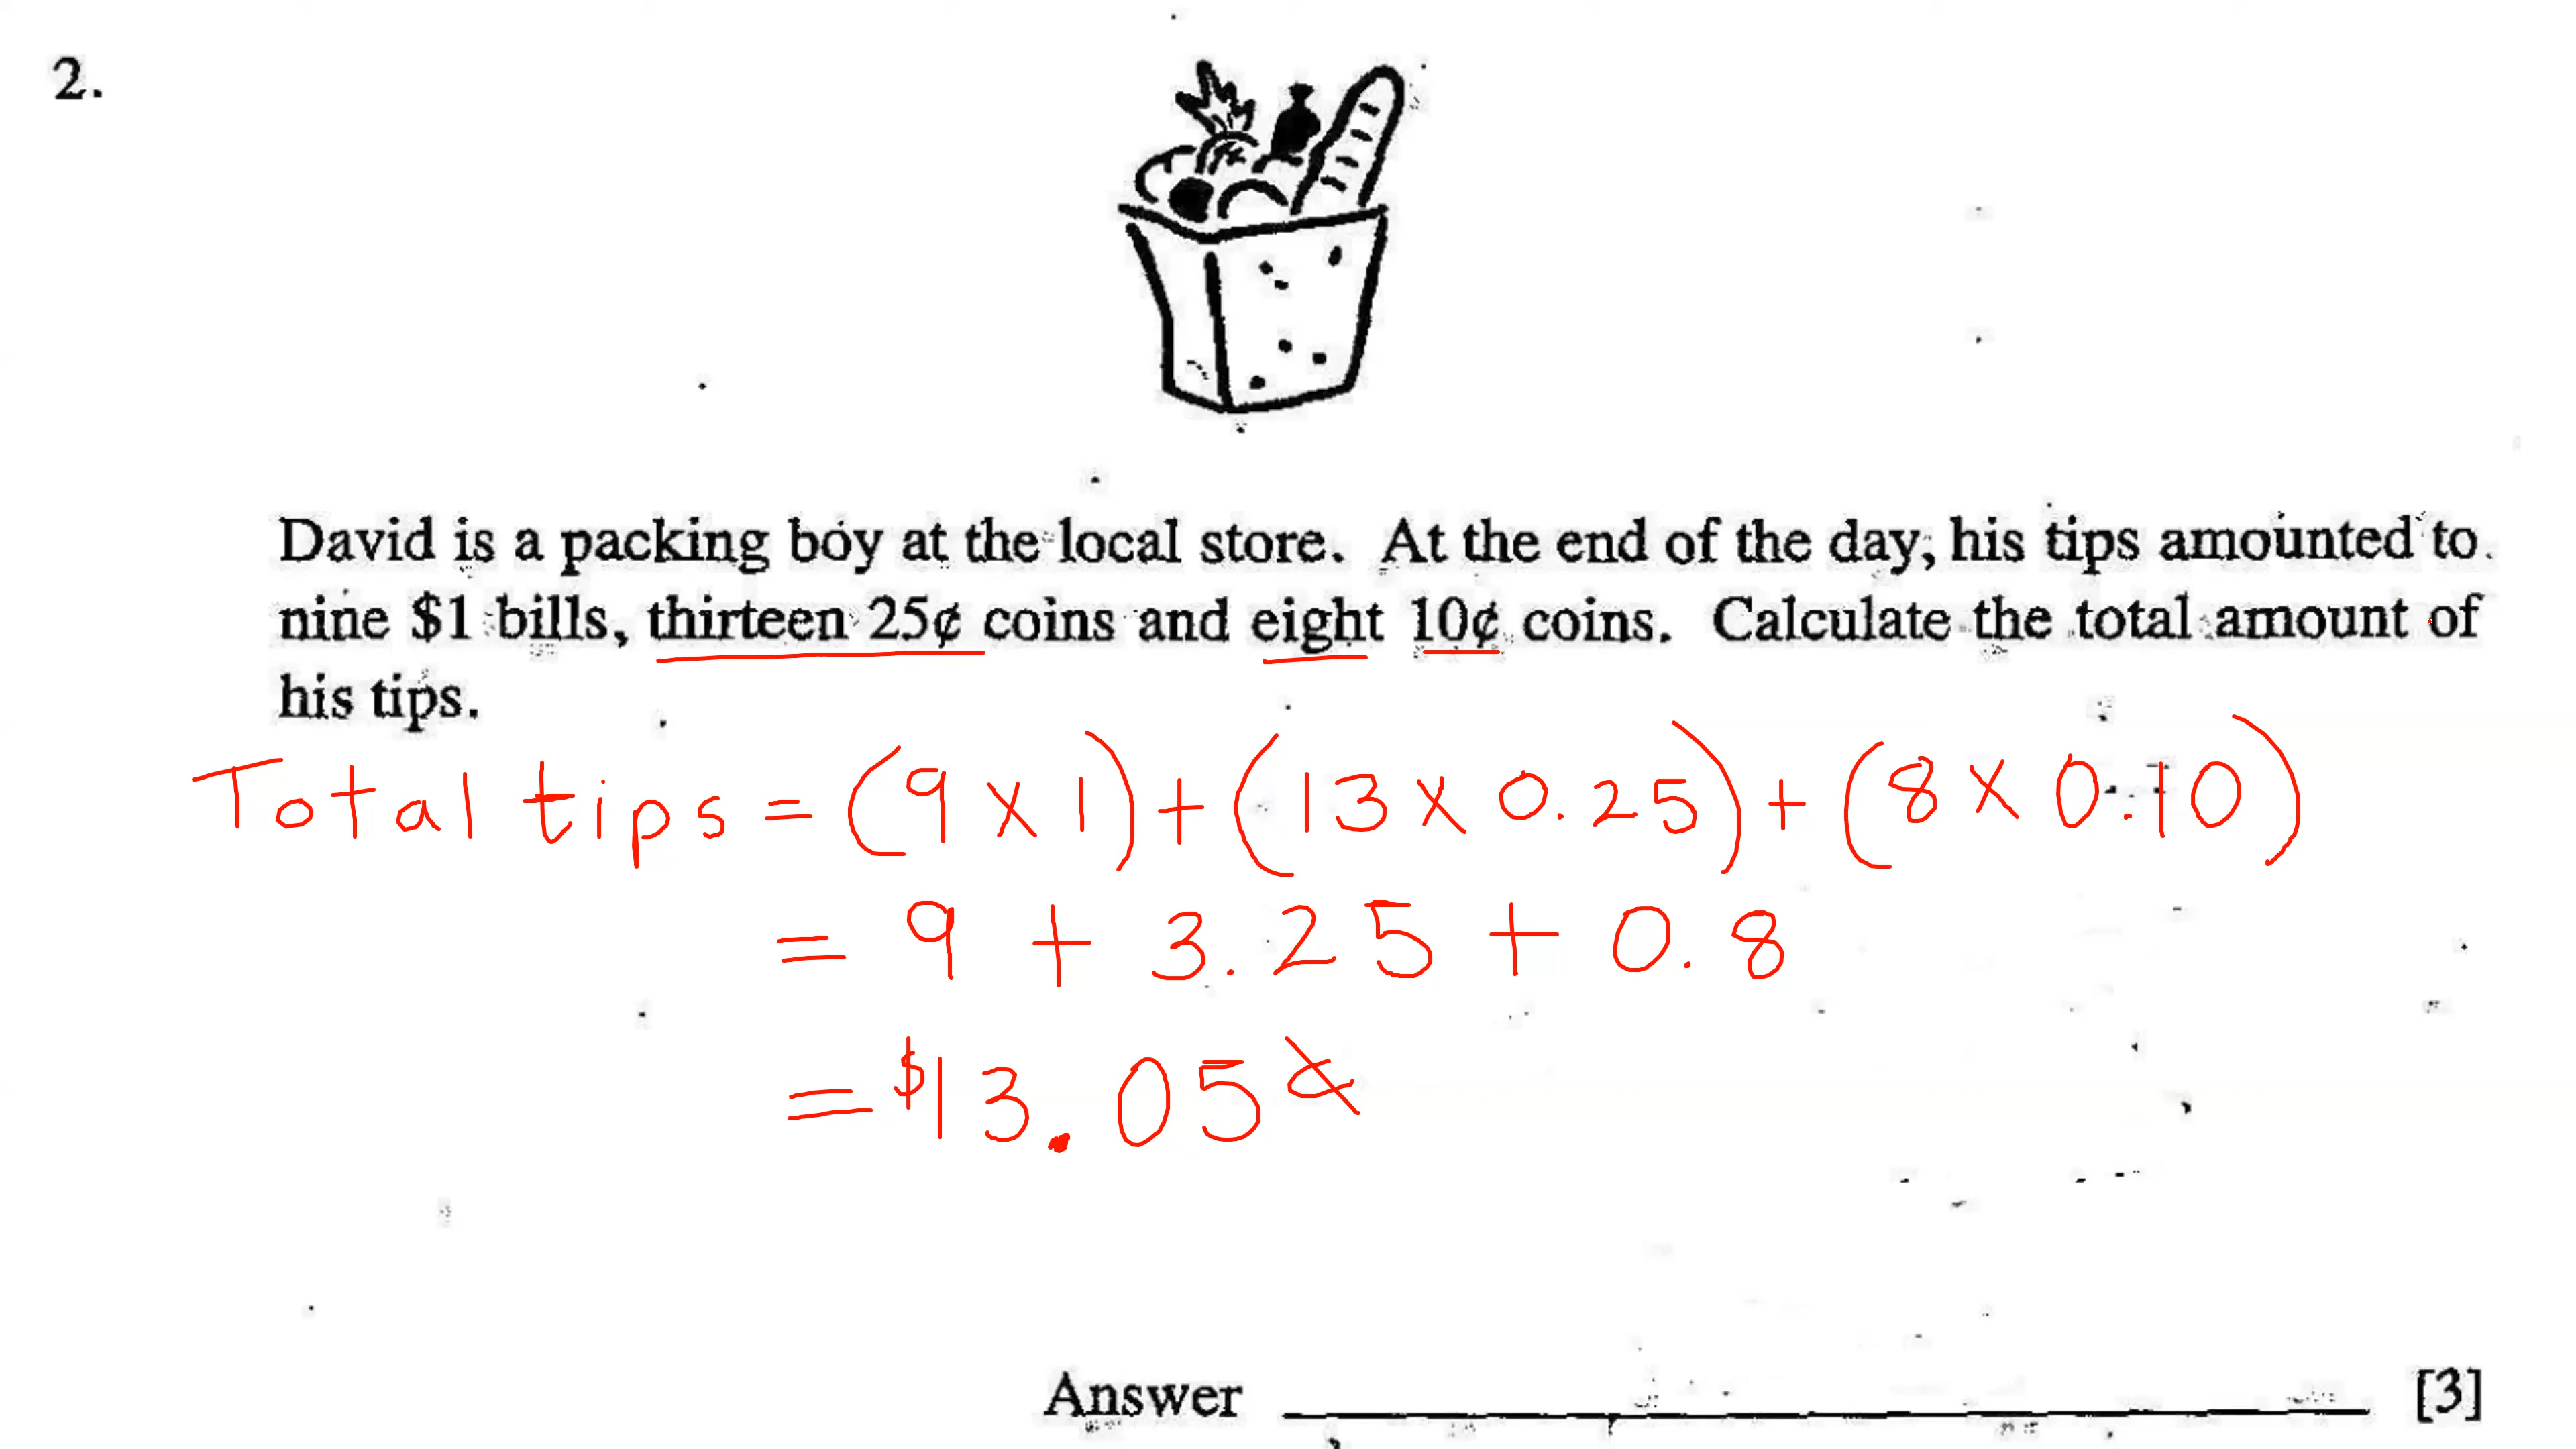 2.
David is a packing boy at the local store. At the end of the day, his tips amounted to
nine $1 bills, thirteen 25¢ coins and eight 10¢ coins. Calculate the total amount of
his tips.
Total tips = (9 x 1) + (13 x 0.25) + (8 x 0.10)
= 9 + 3.25 + 0.8
= $13.05
Answer [3]